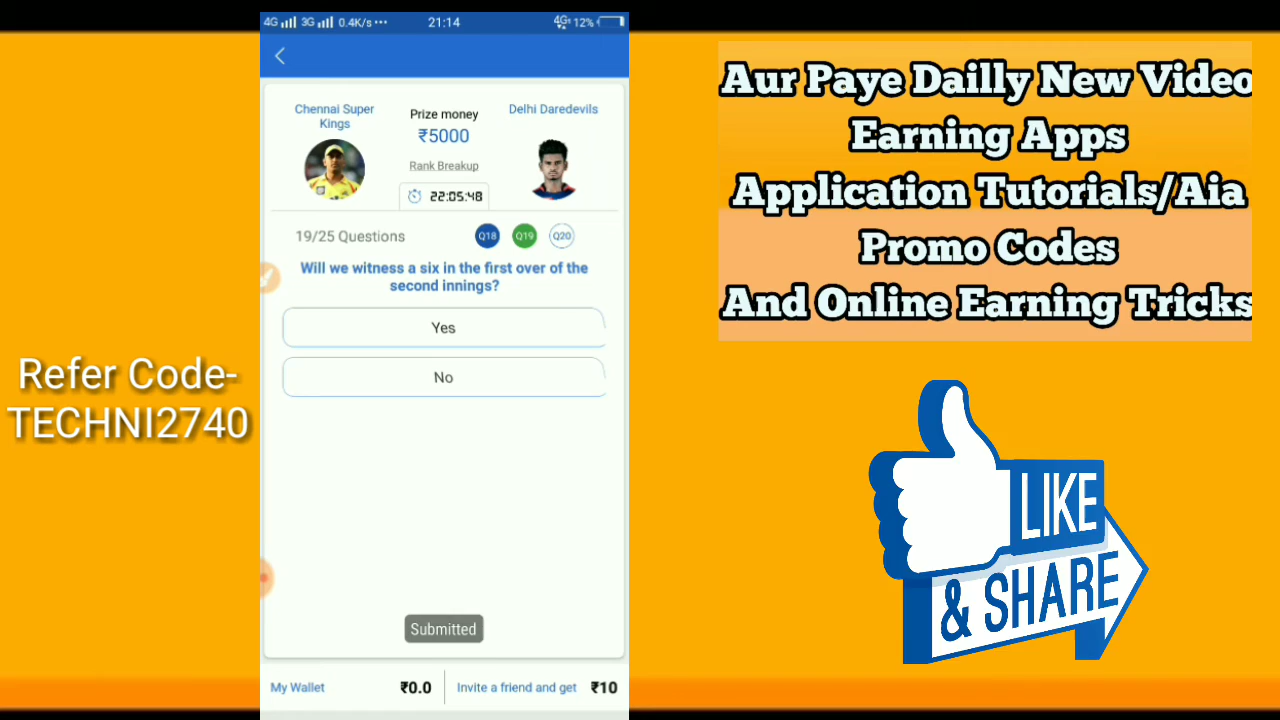 4G 3G 0.4K/s ••• 21:14 4G 12%
Chennai Super
Kings
Prize money
₹5000
Rank Breakup
22:05:48
Delhi Daredevils
19/25 Questions Q18 Q19 Q20
Will we witness a six in the first over of the
second innings?
Yes
No
Submitted
My Wallet ₹0.0 Invite a friend and get ₹10
Refer Code-
TECHNI2740
Aur Paye Dailly New Video
Earning Apps
Application Tutorials/Aia
Promo Codes
And Online Earning Tricks
LIKE
& SHARE